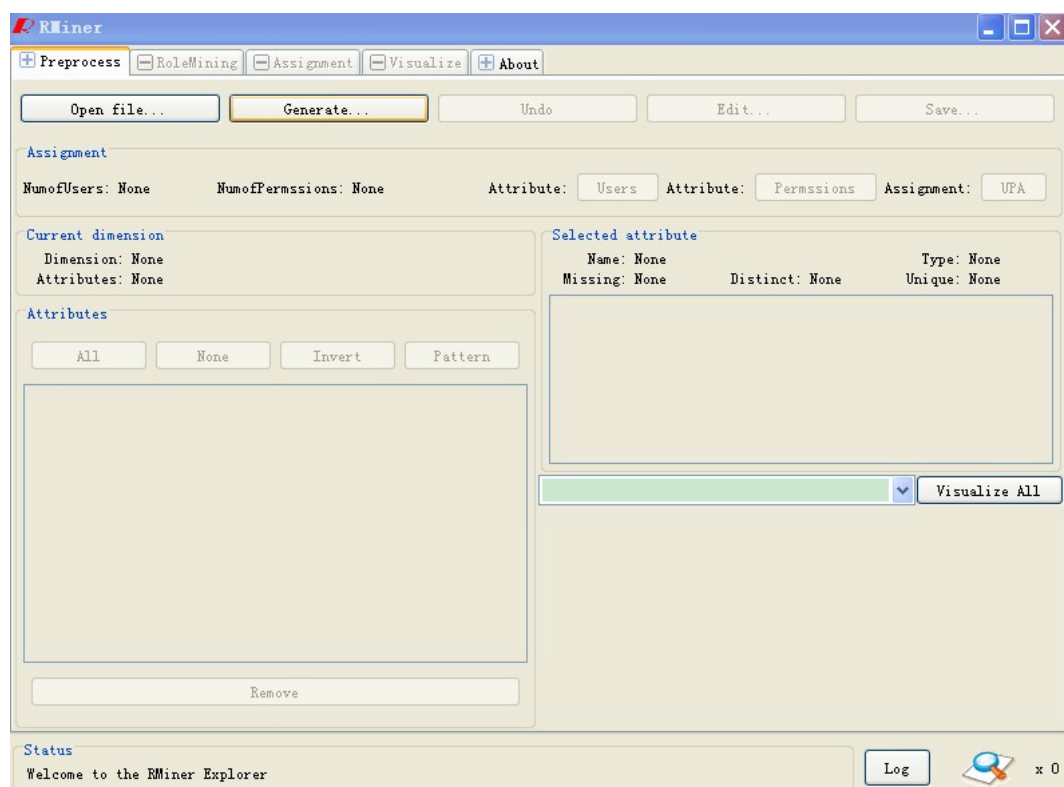 RMiner
Preprocess RoleMining Assignment Visualize About
Open file... Generate... Undo Edit... Save...
Assignment
NumofUsers: None NumofPermssions: None Attribute: Users Attribute: Permssions Assignment: UPA
Current dimension
Dimension: None
Attributes: None
Selected attribute
Name: None Type: None
Missing: None Distinct: None Unique: None
Attributes
All None Invert Pattern
Visualize All
Remove
Status
Welcome to the RMiner Explorer
Log x 0